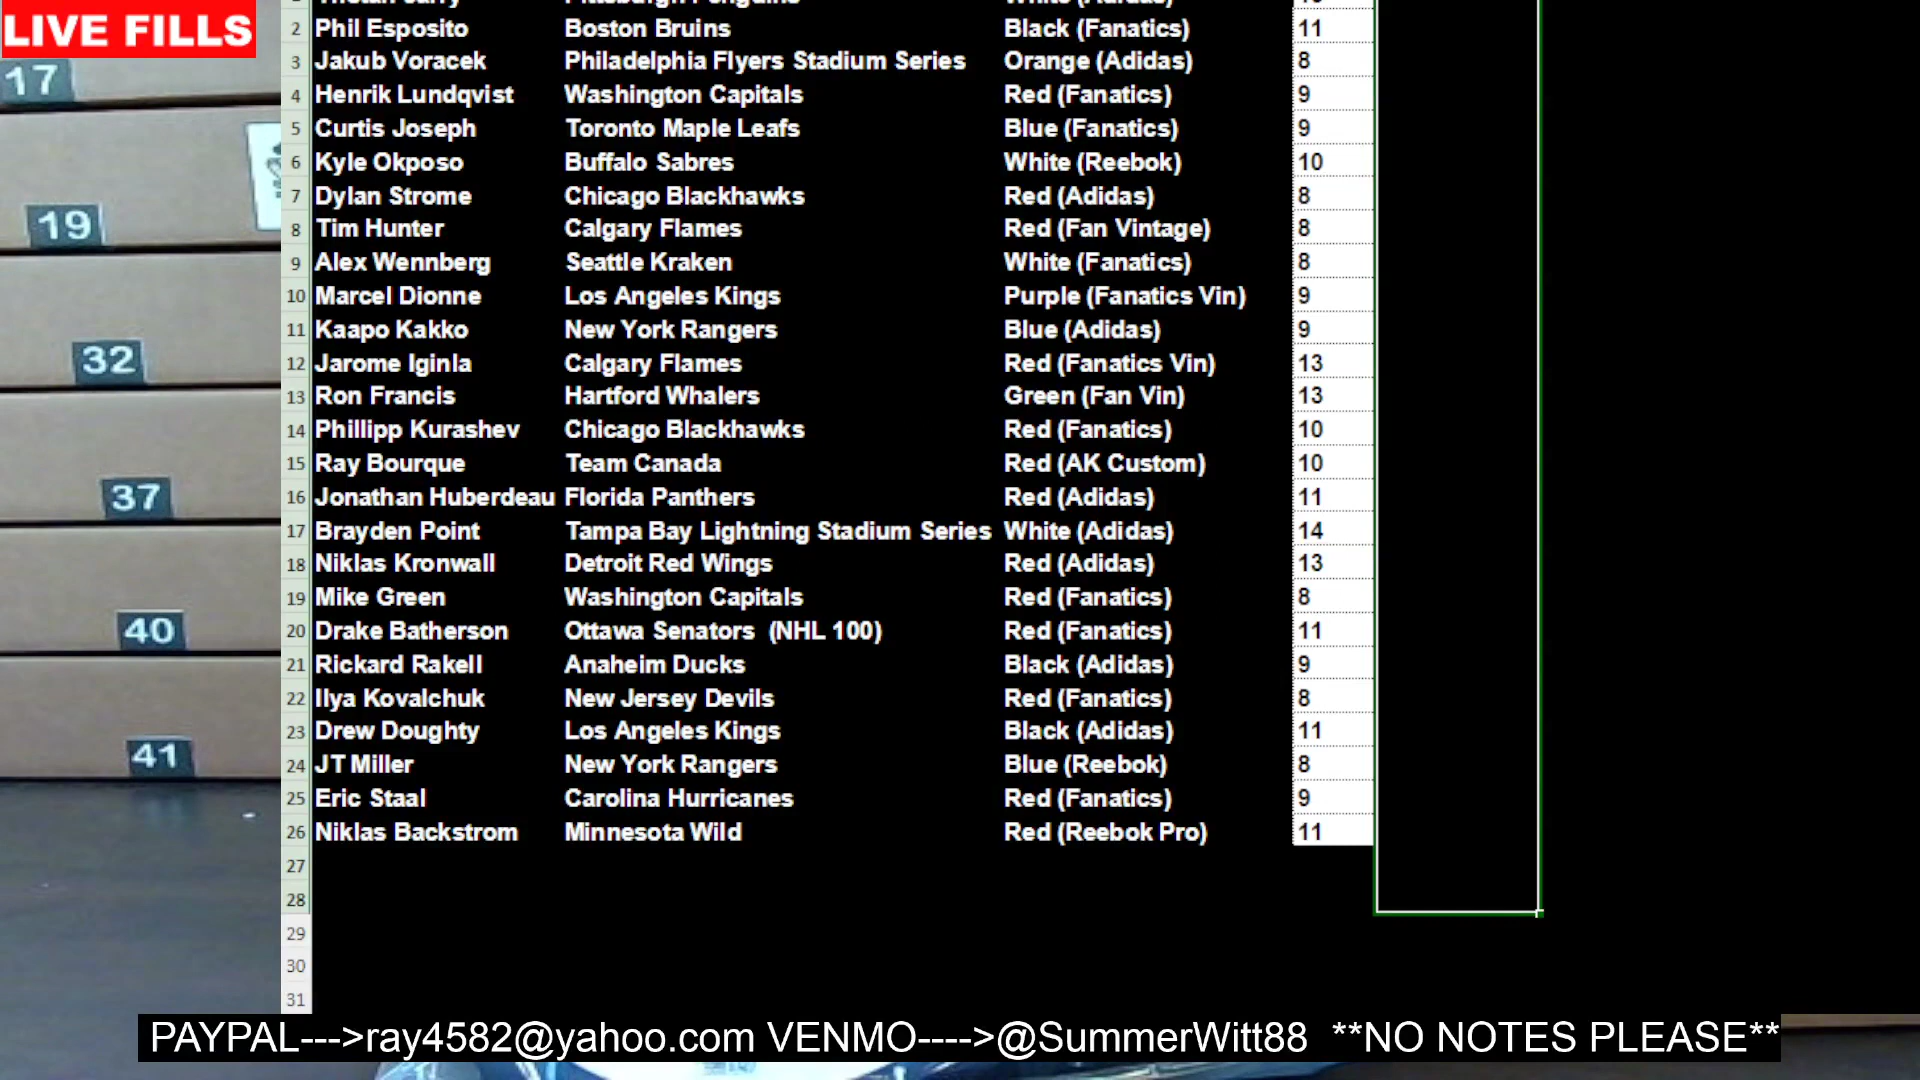 LIVE FILLS
2 Phil Esposito Boston Bruins Black (Fanatics) 11
3 Jakub Voracek Philadelphia Flyers Stadium Series Orange (Adidas) 8
4 Henrik Lundqvist Washington Capitals Red (Fanatics) 9
5 Curtis Joseph Toronto Maple Leafs Blue (Fanatics) 9
6 Kyle Okposo Buffalo Sabres White (Reebok) 10
7 Dylan Strome Chicago Blackhawks Red (Adidas) 8
8 Tim Hunter Calgary Flames Red (Fan Vintage) 8
9 Alex Wennberg Seattle Kraken White (Fanatics) 8
10 Marcel Dionne Los Angeles Kings Purple (Fanatics Vin) 9
11 Kaapo Kakko New York Rangers Blue (Adidas) 9
12 Jarome Iginla Calgary Flames Red (Fanatics Vin) 13
13 Ron Francis Hartford Whalers Green (Fan Vin) 13
14 Phillipp Kurashev Chicago Blackhawks Red (Fanatics) 10
15 Ray Bourque Team Canada Red (AK Custom) 10
16 Jonathan Huberdeau Florida Panthers Red (Adidas) 11
17 Brayden Point Tampa Bay Lightning Stadium Series White (Adidas) 14
18 Niklas Kronwall Detroit Red Wings Red (Adidas) 13
19 Mike Green Washington Capitals Red (Fanatics) 8
20 Drake Batherson Ottawa Senators (NHL 100) Red (Fanatics) 11
21 Rickard Rakell Anaheim Ducks Black (Adidas) 9
22 Ilya Kovalchuk New Jersey Devils Red (Fanatics) 8
23 Drew Doughty Los Angeles Kings Black (Adidas) 11
24 JT Miller New York Rangers Blue (Reebok) 8
25 Eric Staal Carolina Hurricanes Red (Fanatics) 9
26 Niklas Backstrom Minnesota Wild Red (Reebok Pro) 11
27
28
29
30
31
17
19
32
37
40
41
PAYPAL--->ray4582@yahoo.com VENMO---->@SummerWitt88 **NO NOTES PLEASE**